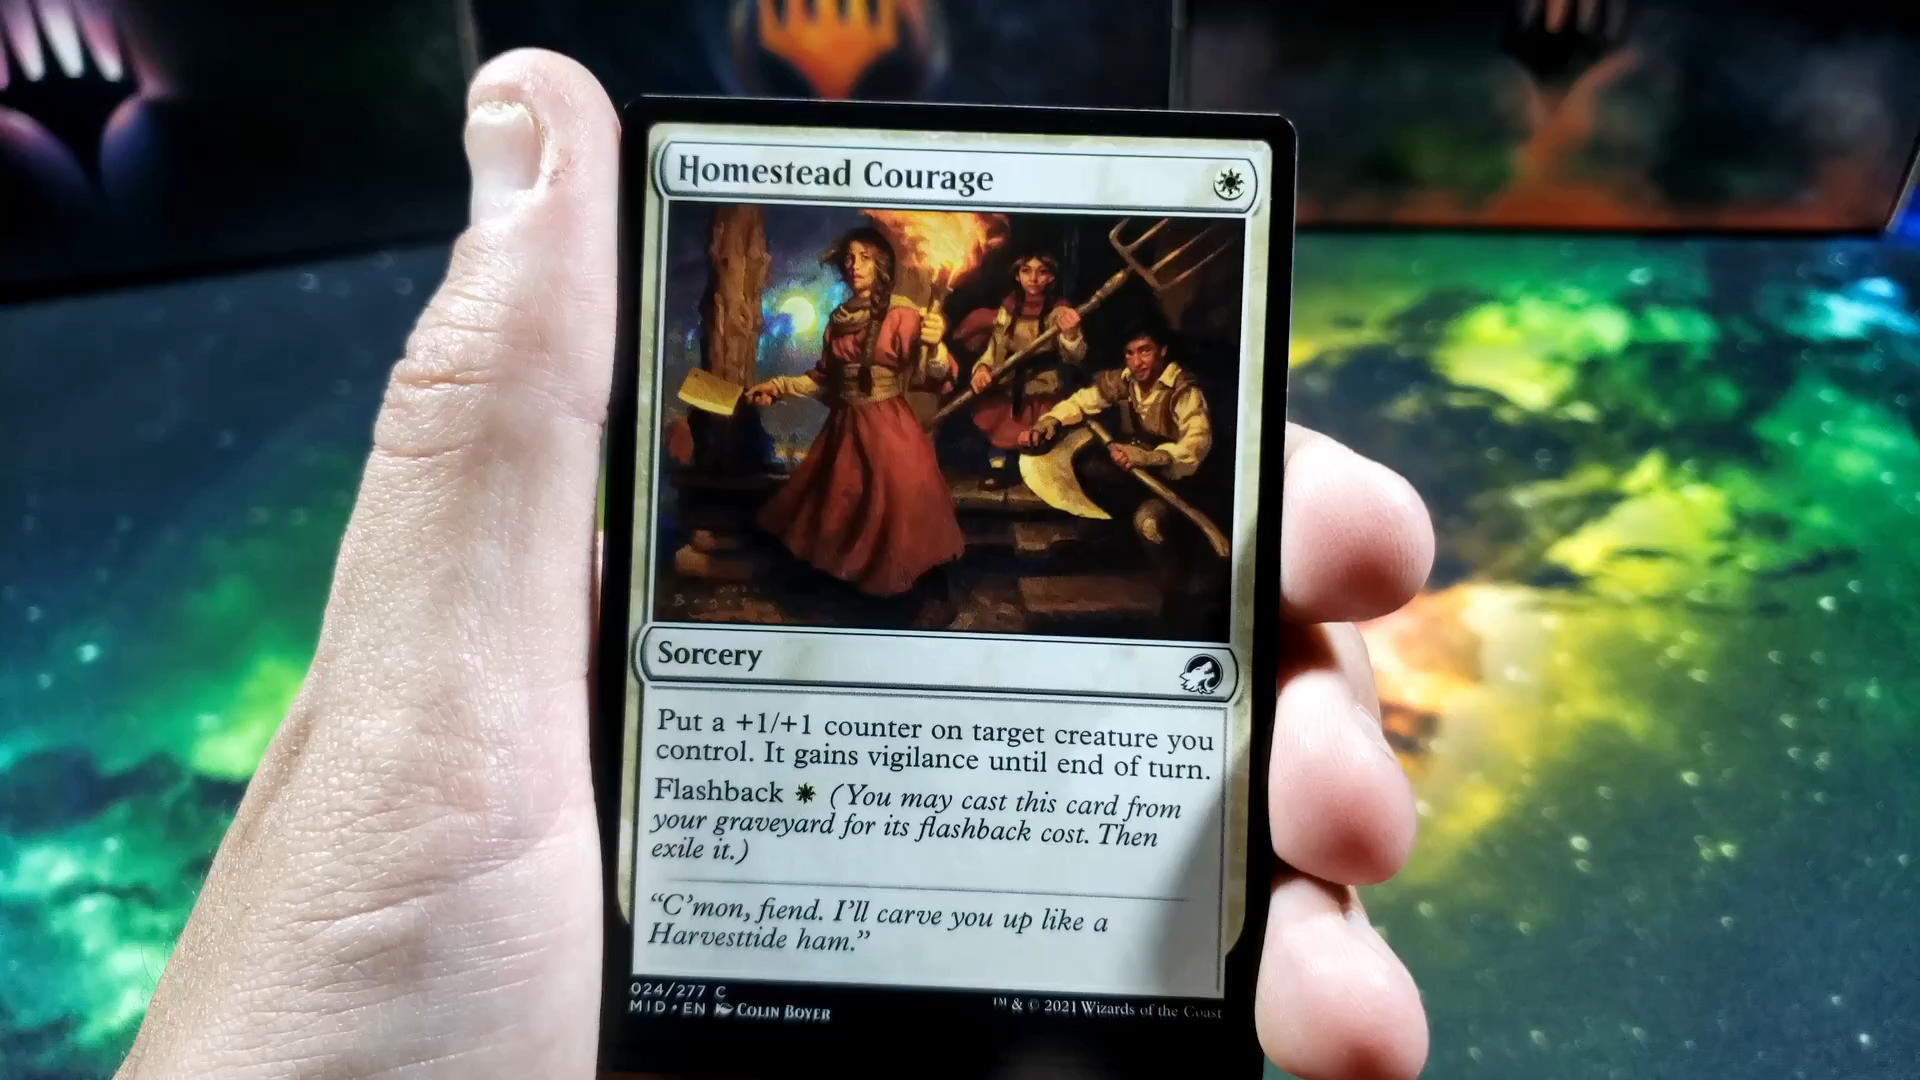 Homestead Courage
Sorcery
Put a +1/+1 counter on target creature you
control. It gains vigilance until end of turn.
Flashback (You may cast this card from
your graveyard for its flashback cost. Then
exile it.)
“C’mon, fiend. I’ll carve you up like a
Harvesttide ham.”
024/277 C
MID • EN COLIN BOYER
™ & © 2021 Wizards of the Coast